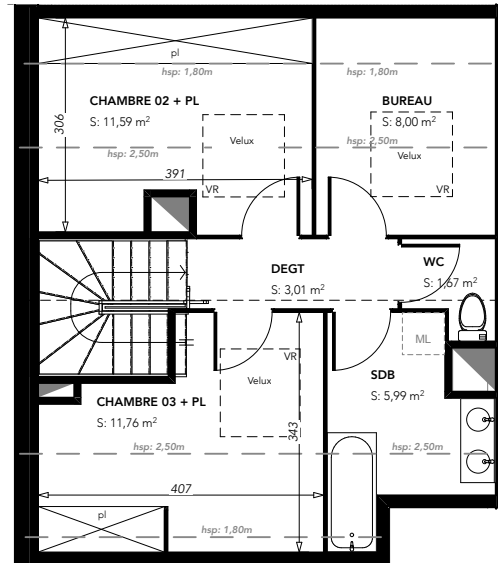 pl
hsp: 1,80m
hsp: 1,80m
CHAMBRE 02 + PL
S: 11,59 m²
BUREAU
S: 8,00 m²
306
Velux
hsp: 2,50m
hsp: 2,50m
Velux
391
VR
VR
DEGT
S: 3,01 m²
WC
S: 1,67 m²
ML
VR
Velux
SDB
S: 5,99 m²
CHAMBRE 03 + PL
S: 11,76 m²
343
hsp: 2,50m
hsp: 2,50m
407
pl
hsp: 1,80m